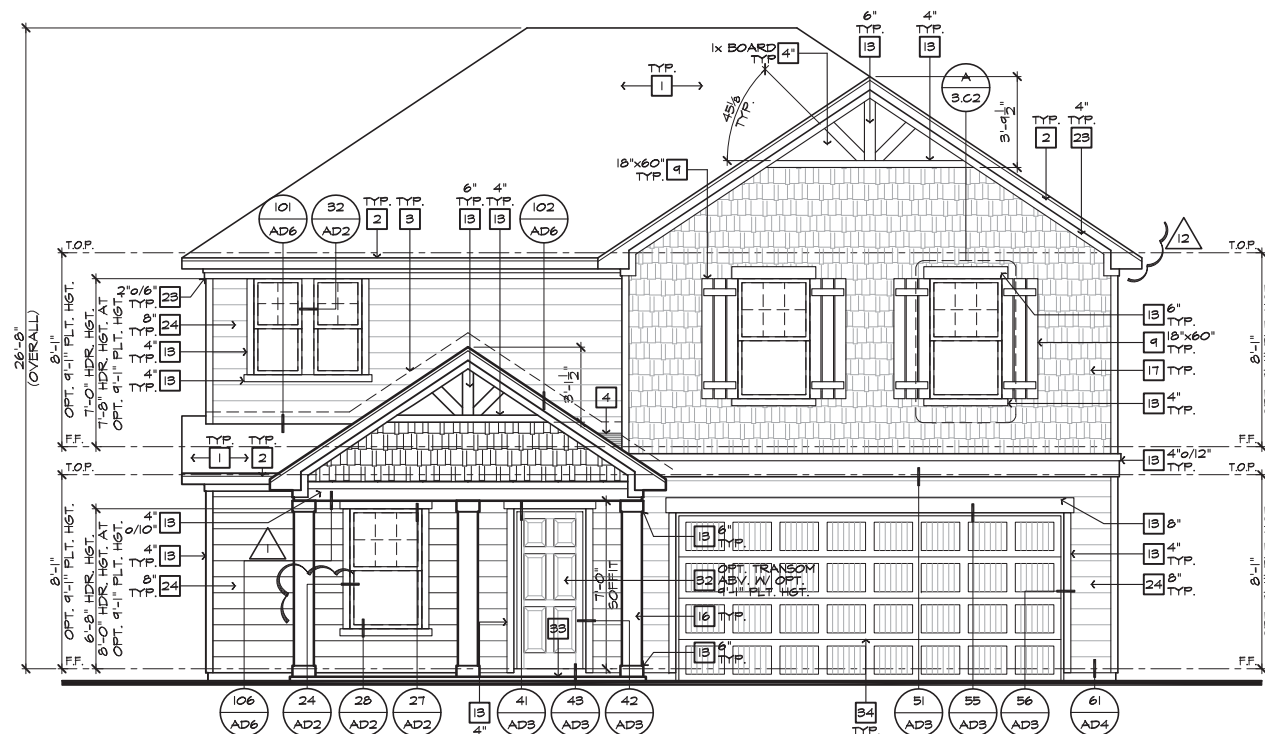 6" TYP. 13
4" TYP. 13
1x BOARD TYP 4"
TYP. 1
45 1/8 TYP.
A 3.C2
3'-9 1/2"
TYP. 2
4" TYP. 23
18"x60" TYP. 9
12
101 AD6
32 AD2
TYP. 2
TYP. 3
6" TYP. 13
4" TYP. 13
102 AD6
T.O.P.
T.O.P.
26'-8" (OVERALL)
8'-1"
OPT. 9'-1" PLT. HGT.
7'-0" HDR. HGT.
7'-8" HDR. HGT. AT
OPT. 9'-1" PLT. HGT.
2"o/6" TYP. 23
8" TYP. 24
4" TYP. 13
4" TYP. 13
3'-1 1/2"
4
13 6" TYP.
9 18"x60" TYP.
17 TYP.
13 4" TYP.
8'-1"
F.F.
F.F.
TYP. 1
TYP. 2
13 4"o/12" TYP.
T.O.P.
T.O.P.
8'-1"
OPT. 9'-1" PLT. HGT.
6'-8" HDR. HGT.
8'-0" HDR. HGT. AT
OPT. 9'-1" PLT. HGT.
4" o/10" 13
4" TYP. 13
8" TYP. 24
1
13 6" TYP.
32 OPT. TRANSOM
ABV. W/ OPT.
9'-1" PLT. HGT.
7'-0" SOFFIT
16 TYP.
33
13 6" TYP.
13 8"
13 4" TYP.
24 8" TYP.
8'-1"
F.F.
F.F.
106 AD6
24 AD2
28 AD2
27 AD2
13 4"
41 AD3
43 AD3
42 AD3
34 TYP.
51 AD3
55 AD3
56 AD3
61 AD4